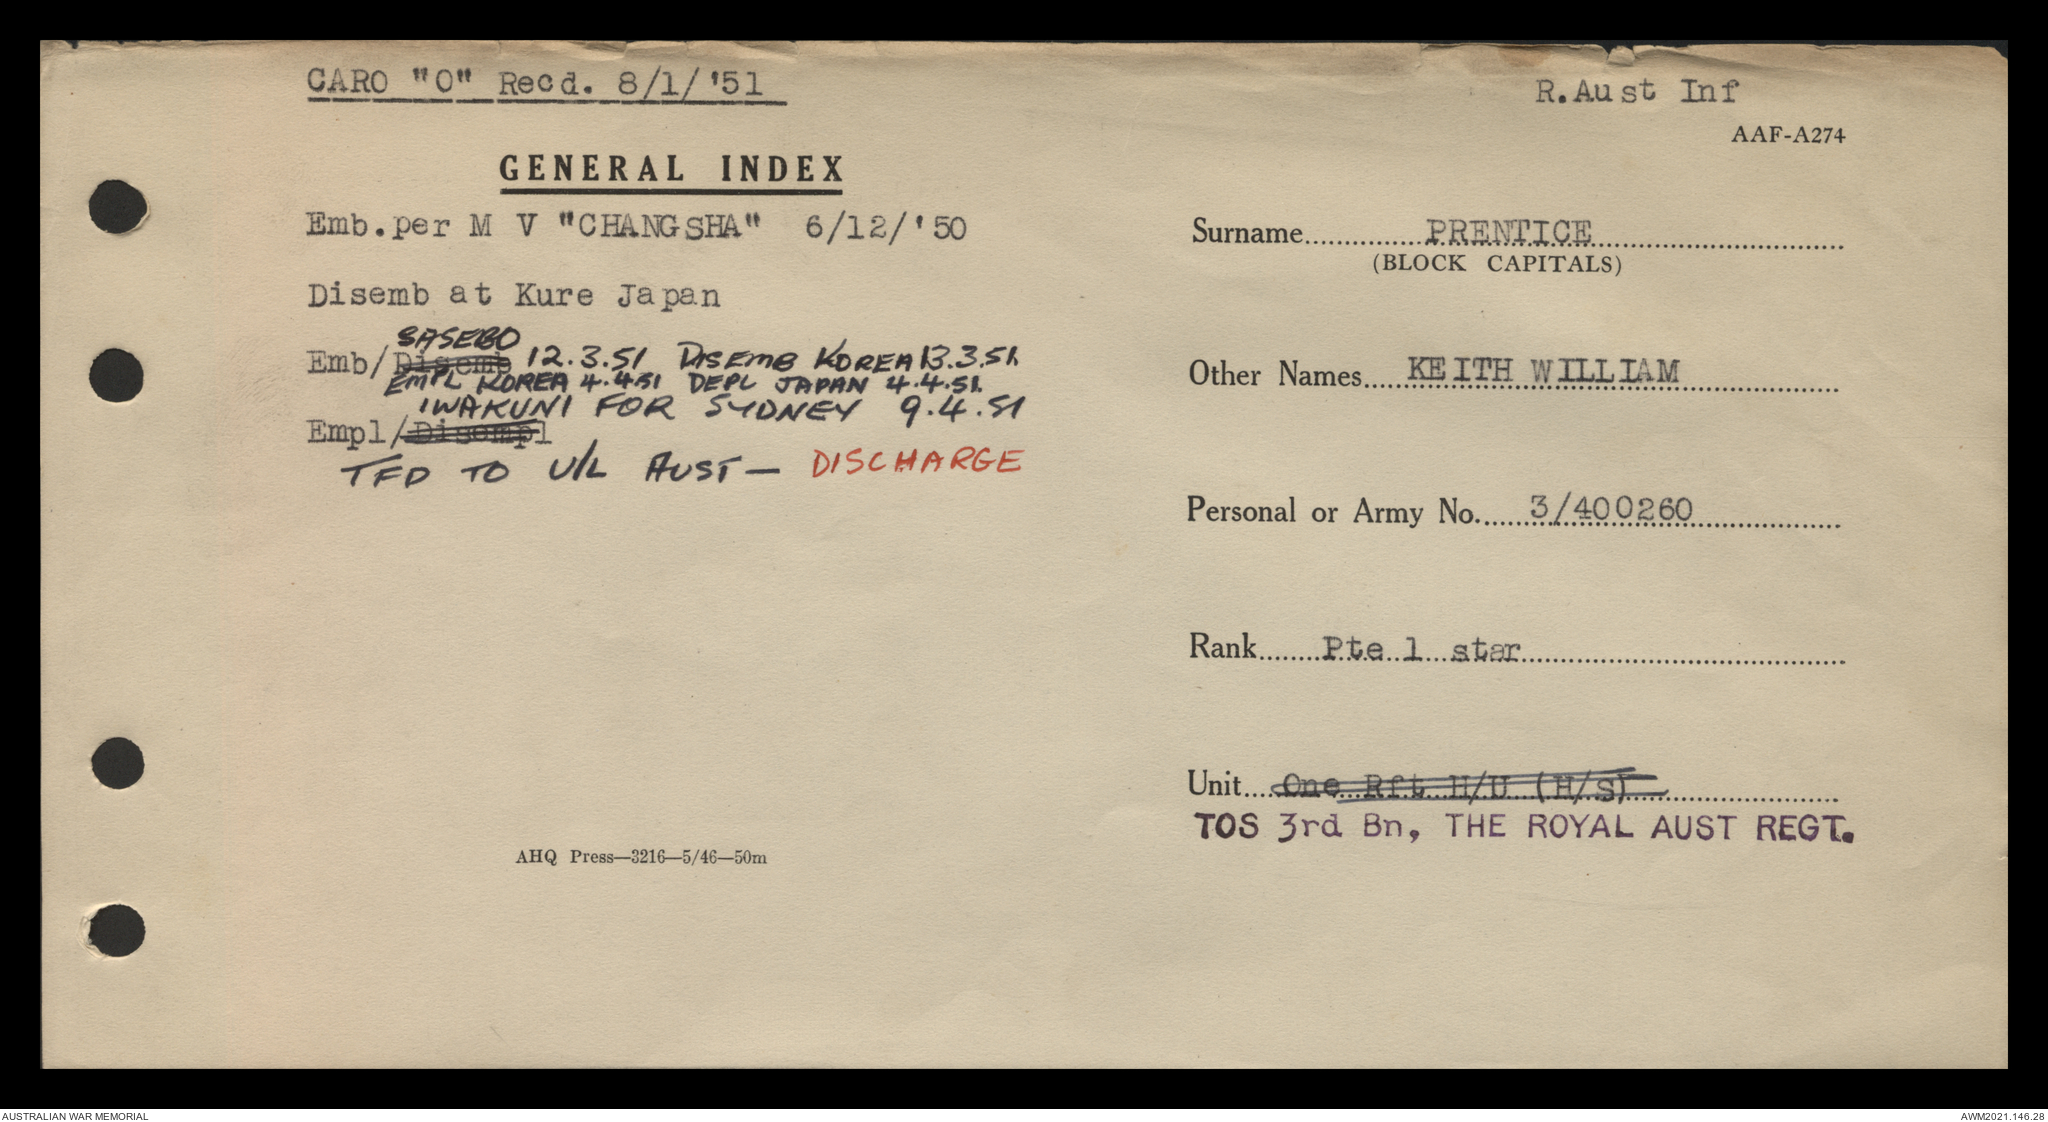 CARO "O" Recd. 8/1/'51
GENERAL INDEX
Emb.per M V "CHANGSHA" 6/12/'50
Disemb at Kure Japan
SASEBO
Emb/Disemb 12.3.51 DISEMB KOREA 13.3.51.
EMPL KOREA 4.4.51 DEPL JAPAN 4.4.51.
IWAKUNI FOR SYDNEY 9.4.51
Empl/Disempl
TFD TO U/L AUST — DISCHARGE
AHQ Press—3216—5/46—50m
R.Aust Inf
AAF-A274
Surname PRENTICE
(BLOCK CAPITALS)
Other Names KEITH WILLIAM
Personal or Army No. 3/400260
Rank Pte 1 star
Unit One Rft H/U (H/S)
TOS 3rd Bn, THE ROYAL AUST REGT.
AUSTRALIAN WAR MEMORIAL
AWM2021.146.28